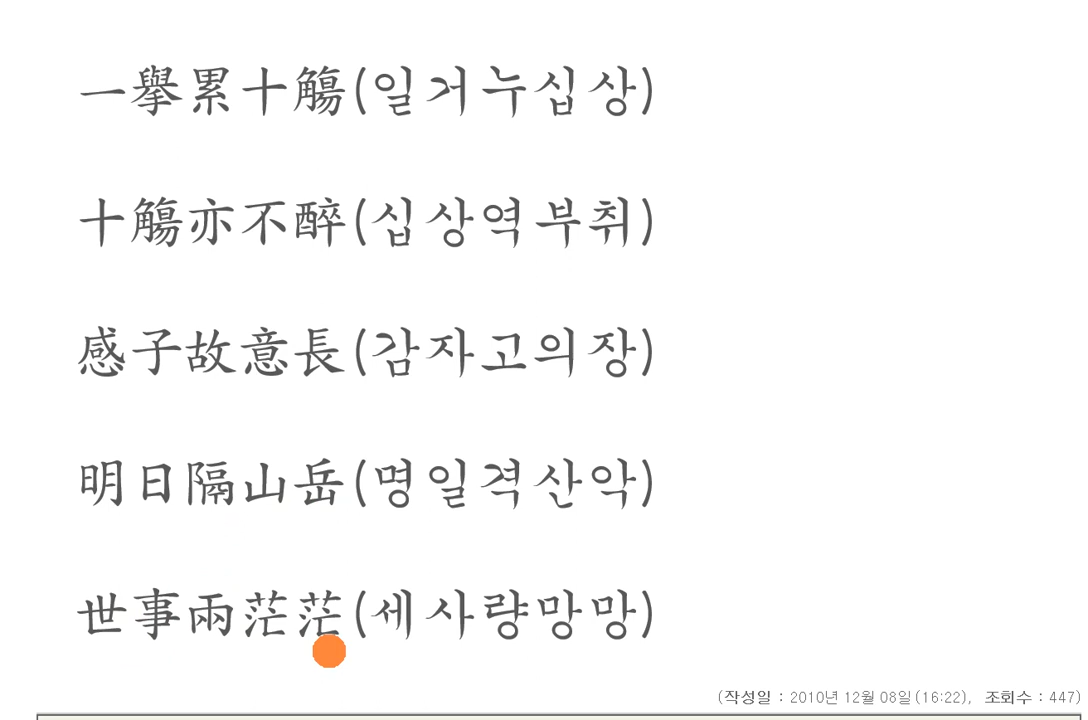 一擧累十觴(일거누십상)
十觴亦不醉(십상역부취)
感子故意長(감자고의장)
明日隔山岳(명일격산악)
世事兩茫茫(세사량망망)
(작성일 : 2010년 12월 08일 (16:22), 조회수 : 447)